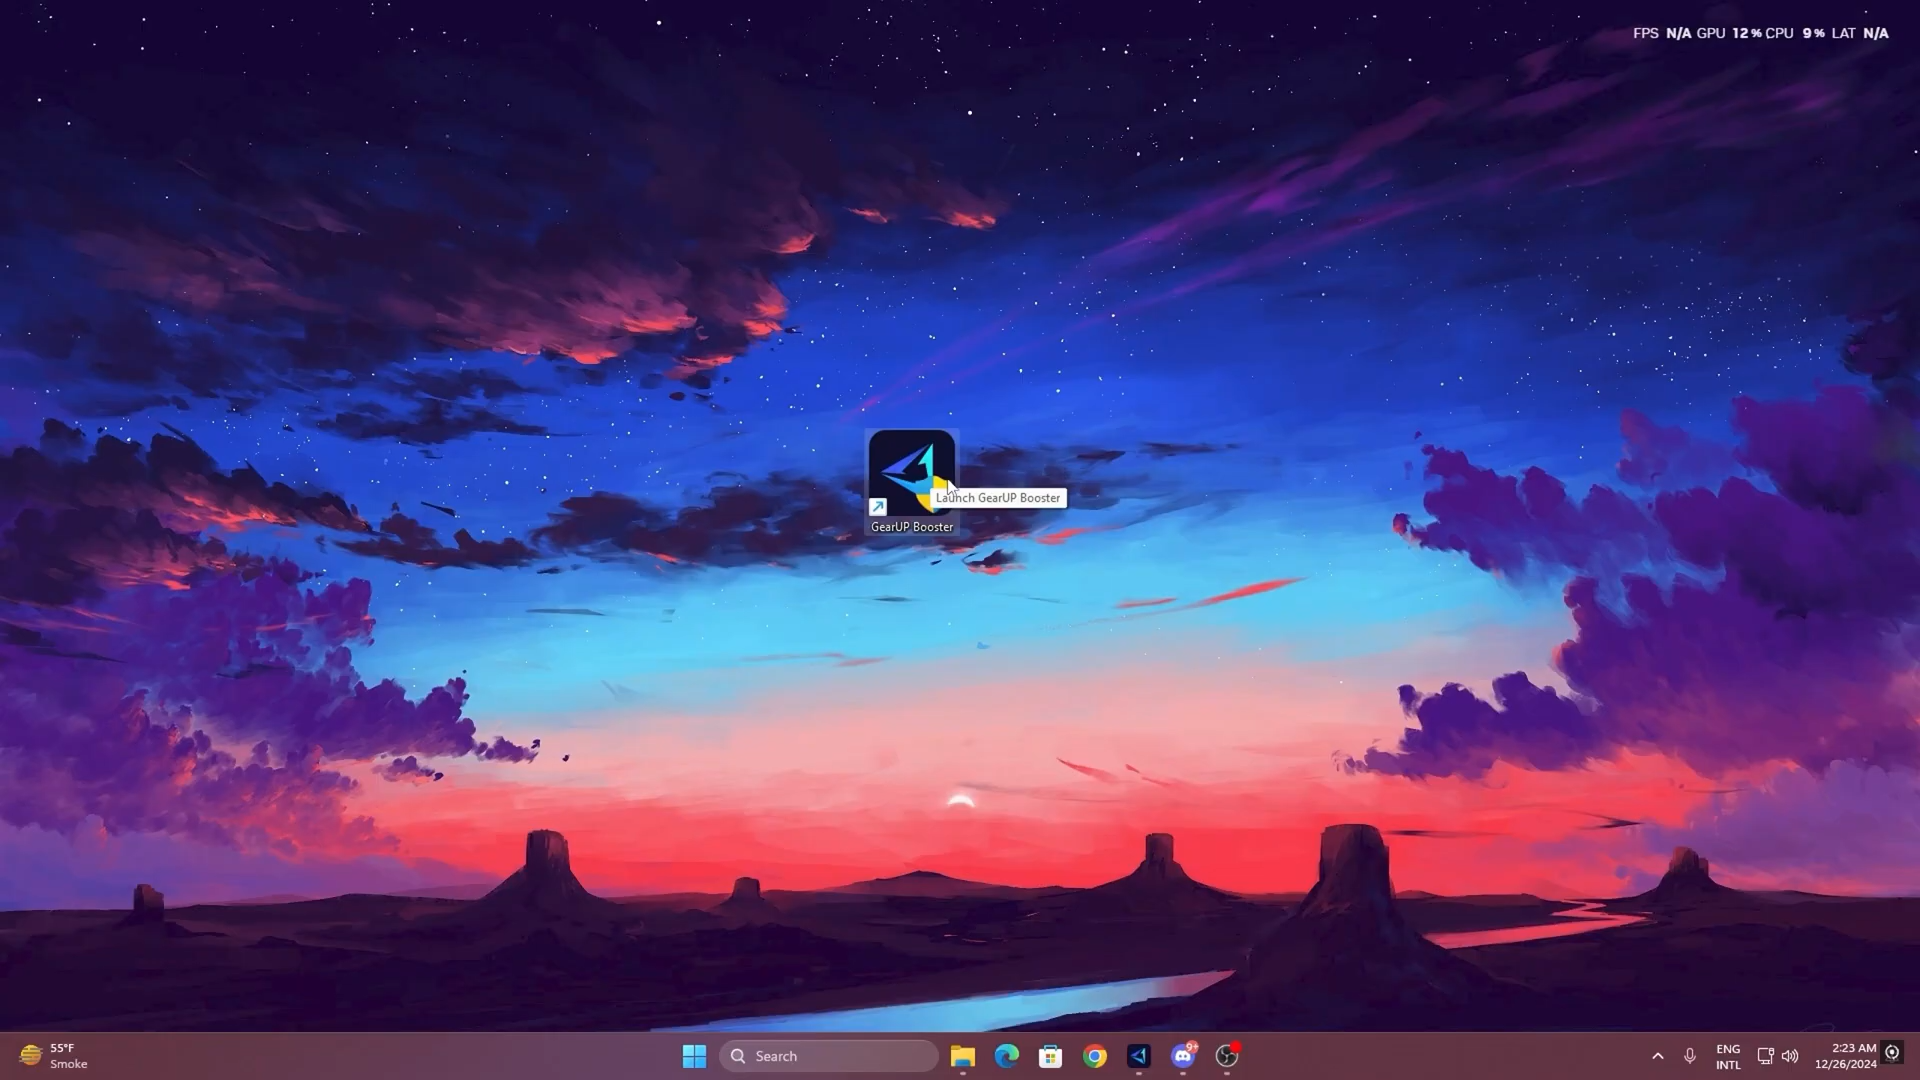 FPS N/A GPU 12% CPU 9% LAT N/A
Launch GearUP Booster
GearUP Booster
55°F
Smoke
Search
9+
ENG
INTL
2:23 AM
12/26/2024